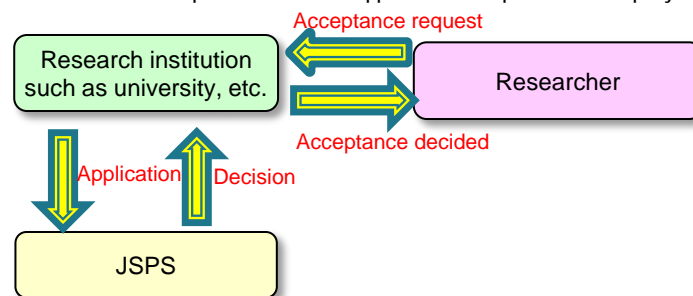 Acceptance request
Research institution
such as university, etc.
Researcher
Acceptance decided
Application
Decision
JSPS